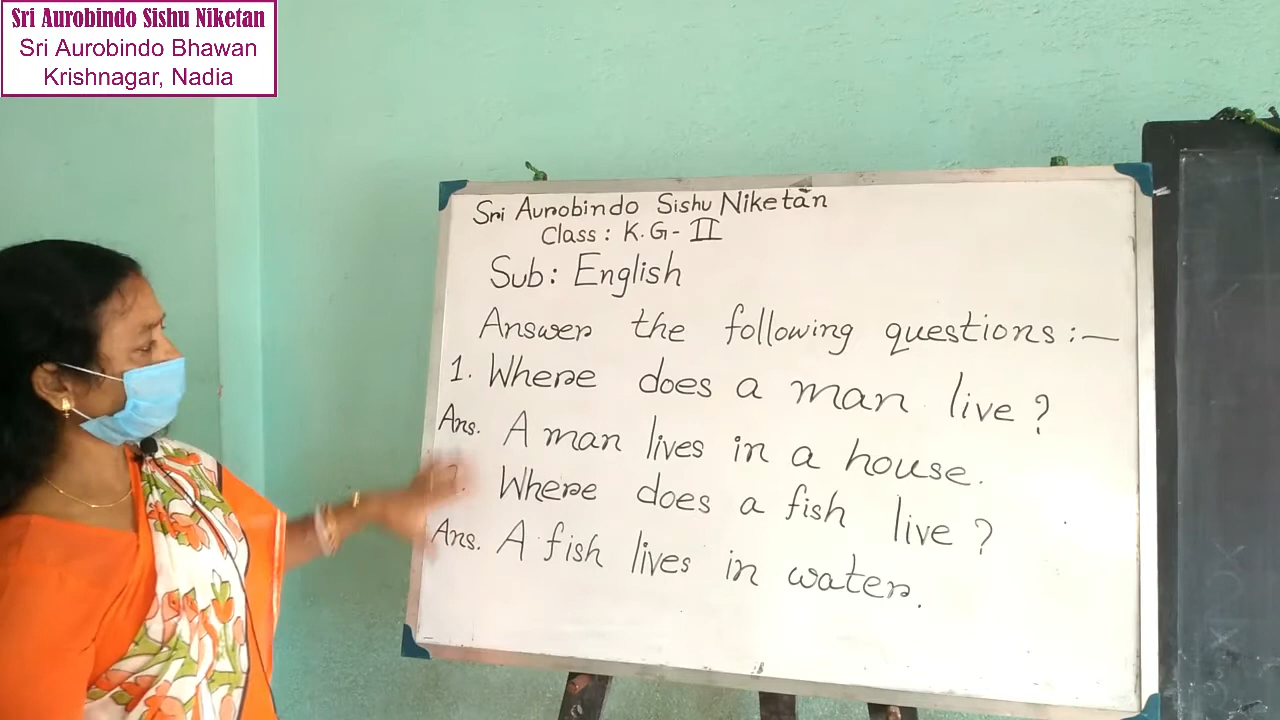 Sri Aurobindo Sishu Niketan
Sri Aurobindo Bhawan
Krishnagar, Nadia
Sri Aurobindo Sishu Niketan
Class: K.G-II
Sub: English
Answer the following questions:—
1. Where does a man live?
Ans. A man lives in a house.
Where does a fish live?
Ans. A fish lives in water.